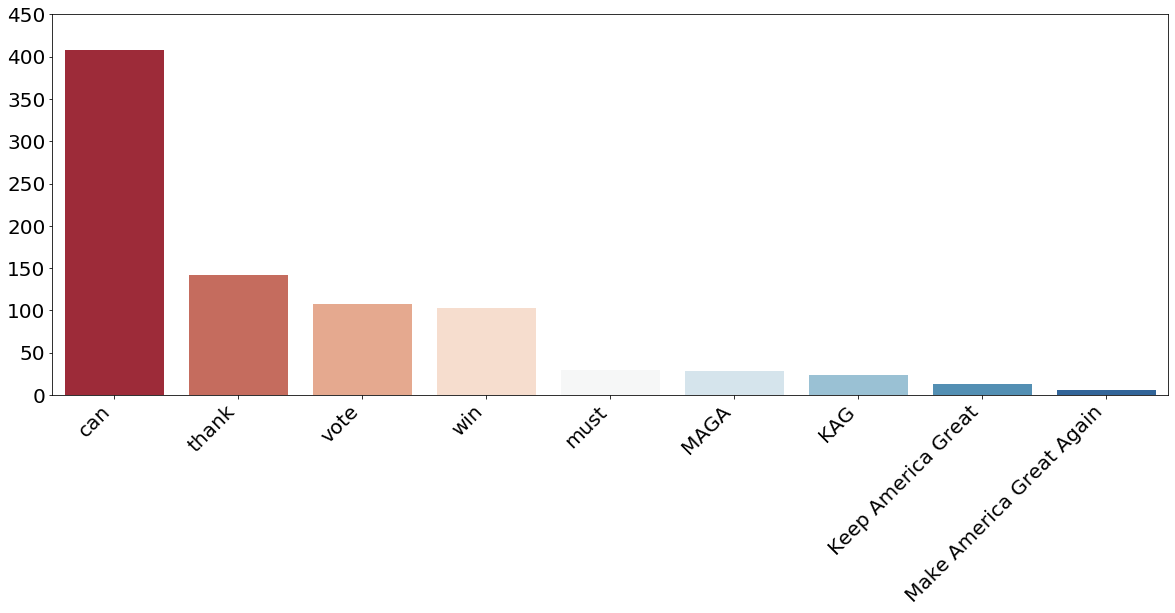 450
400
350
300
250
200
150
100
50
0
can
thank
vote
win
must
MAGA
KAG
Keep America Great
Make America Great Again